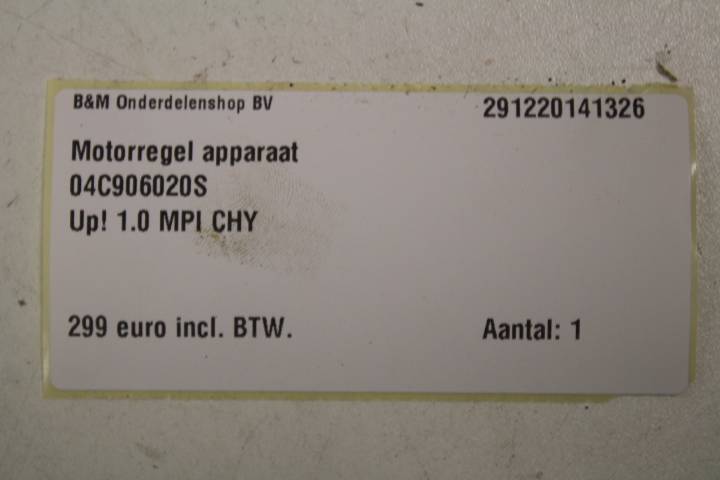 B&M Onderdelenshop BV 291220141326
Motorregel apparaat
04C906020S
Up! 1.0 MPI CHY
299 euro incl. BTW. Aantal: 1